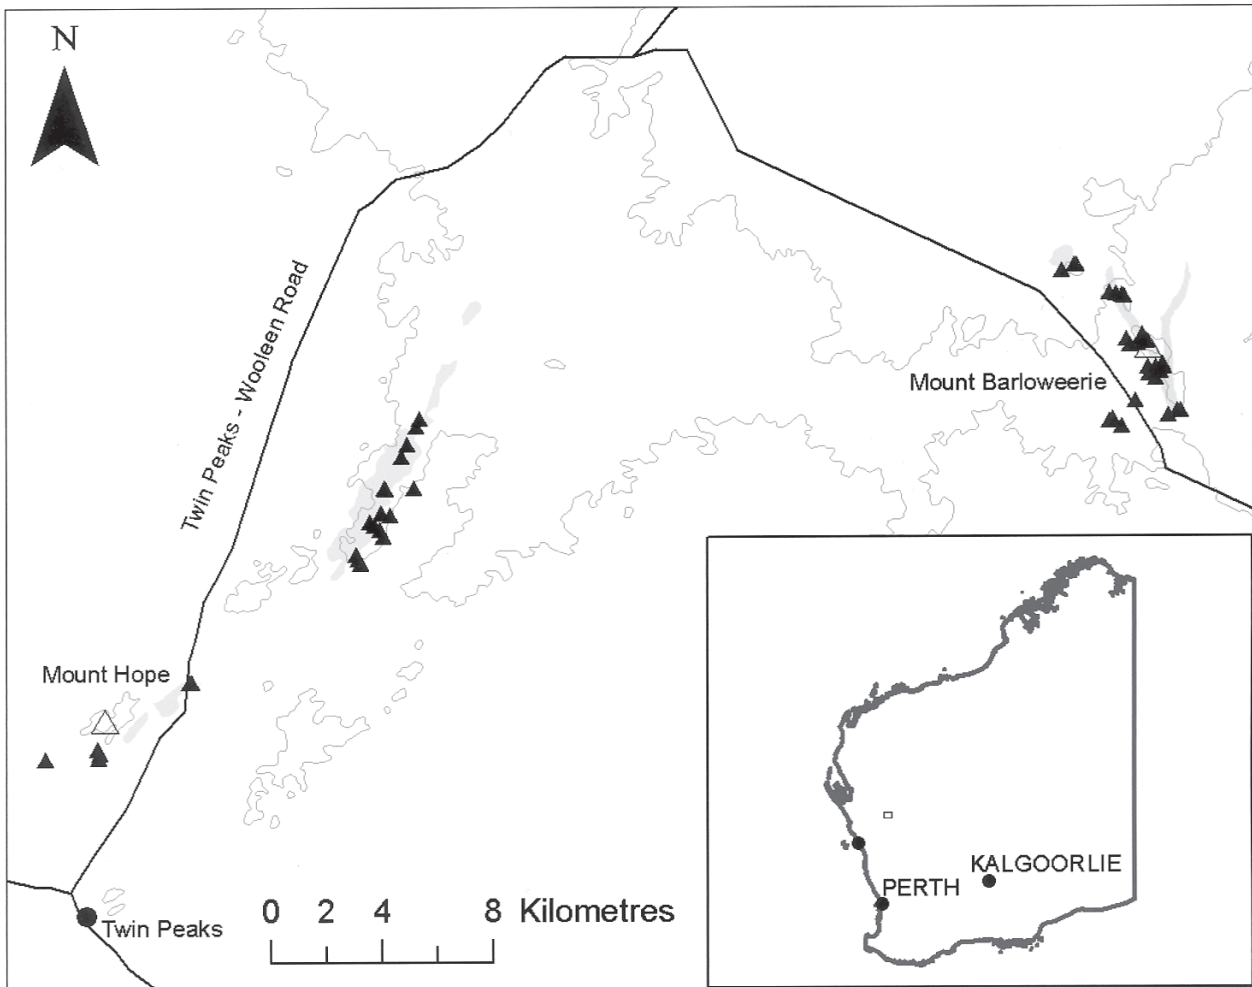 N
Twin Peaks - Wooleen Road
Mount Barloweerie
Mount Hope
Twin Peaks
0 2 4 8 Kilometres
KALGOORLIE
PERTH